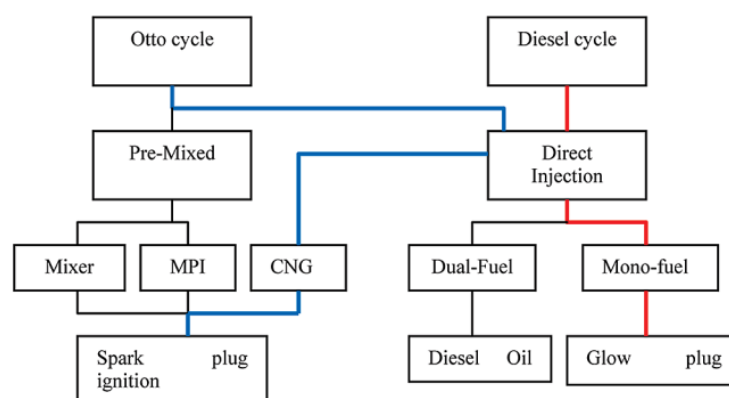 Otto cycle
Diesel cycle
Pre-Mixed
Direct
Injection
Mixer
MPI
CNG
Dual-Fuel
Mono-fuel
Spark plug
ignition
Diesel Oil
Glow plug